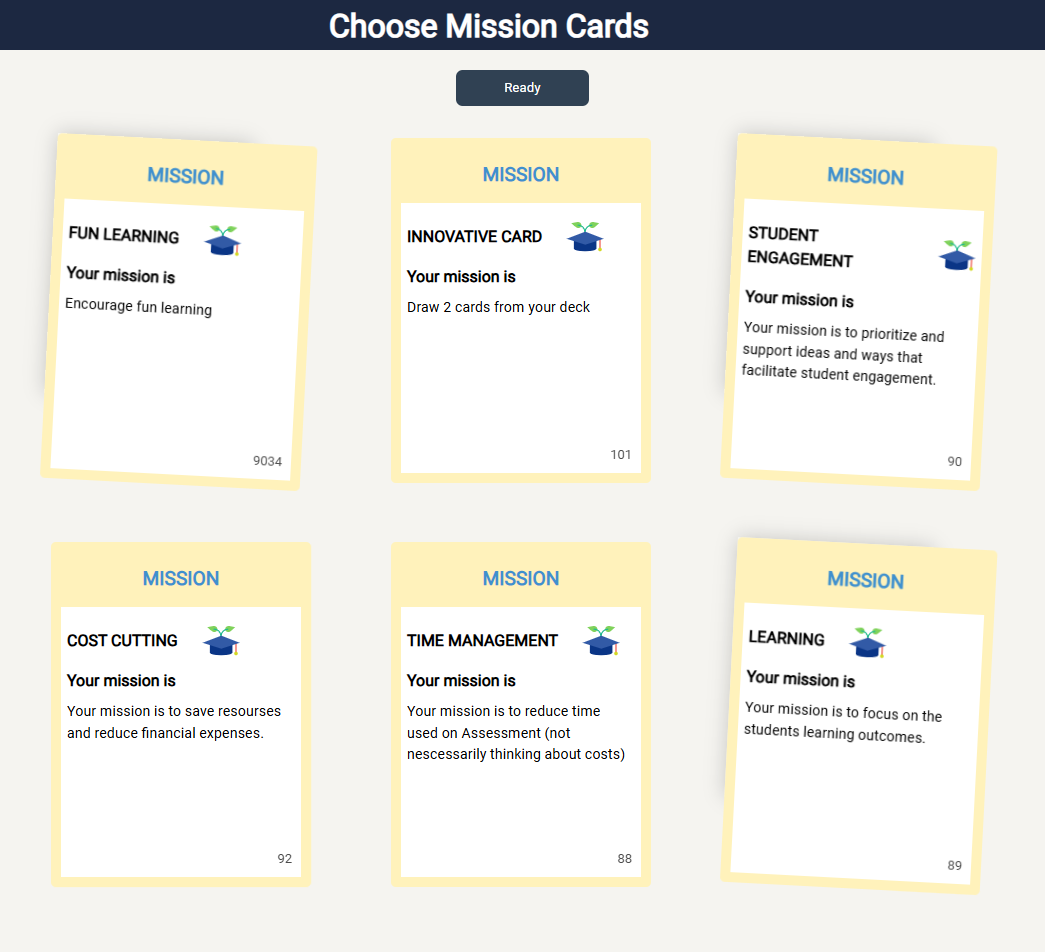 Choose Mission Cards
Ready
MISSION
FUN LEARNING
Your mission is
Encourage fun learning
9034
MISSION
INNOVATIVE CARD
Your mission is
Draw 2 cards from your deck
101
MISSION
STUDENT
ENGAGEMENT
Your mission is
Your mission is to prioritize and
support ideas and ways that
facilitate student engagement.
90
MISSION
COST CUTTING
Your mission is
Your mission is to save resourses
and reduce financial expenses.
92
MISSION
TIME MANAGEMENT
Your mission is
Your mission is to reduce time
used on Assessment (not
nescessarily thinking about costs)
88
MISSION
LEARNING
Your mission is
Your mission is to focus on the
students learning outcomes.
89